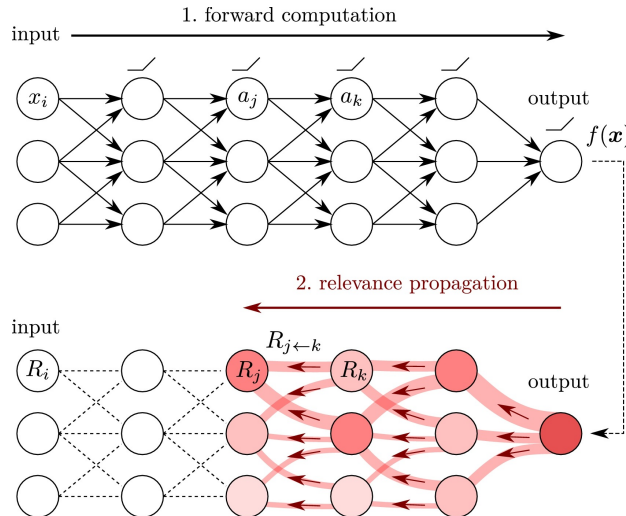 1. forward computation
input
x_i
a_j
a_k
output
f(x)
2. relevance propagation
input
R_{j←k}
R_i
R_j
R_k
output